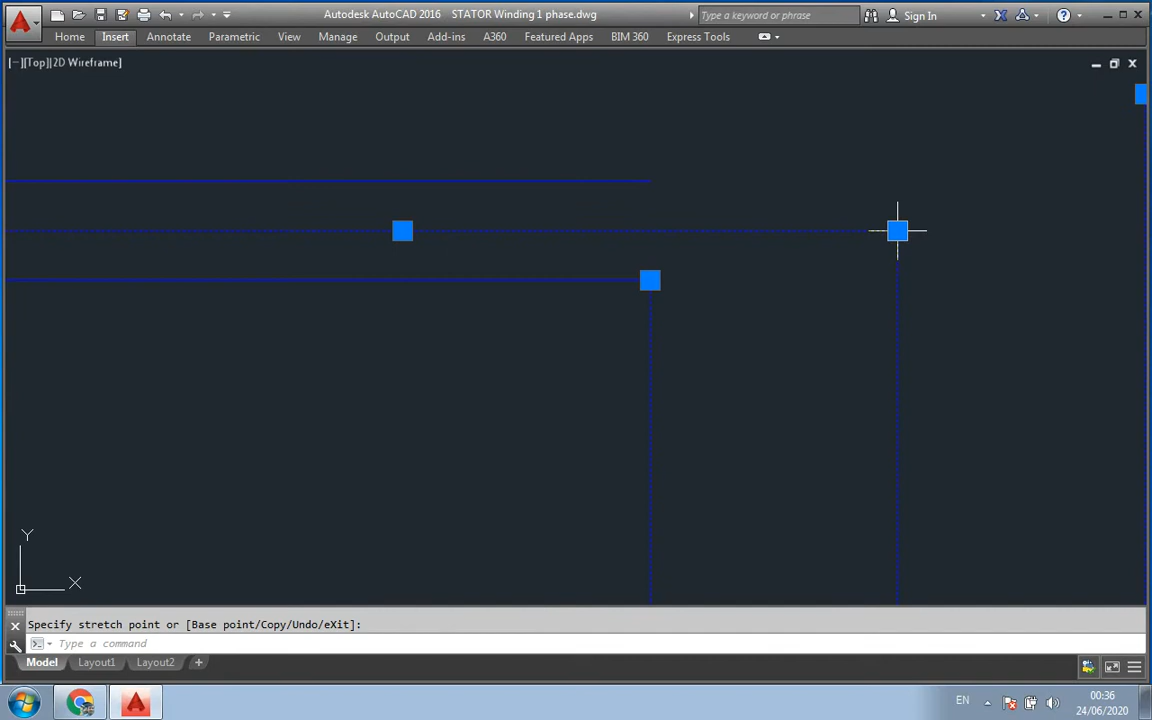 Autodesk AutoCAD 2016 STATOR Winding 1 phase.dwg
Type a keyword or phrase
Sign In
Home Insert Annotate Parametric View Manage Output Add-ins A360 Featured Apps BIM 360 Express Tools
[−][Top][2D Wireframe]
Y
X
Specify stretch point or [Base point/Copy/Undo/eXit]:
Type a command
Model Layout1 Layout2 +
EN
00:36
24/06/2020